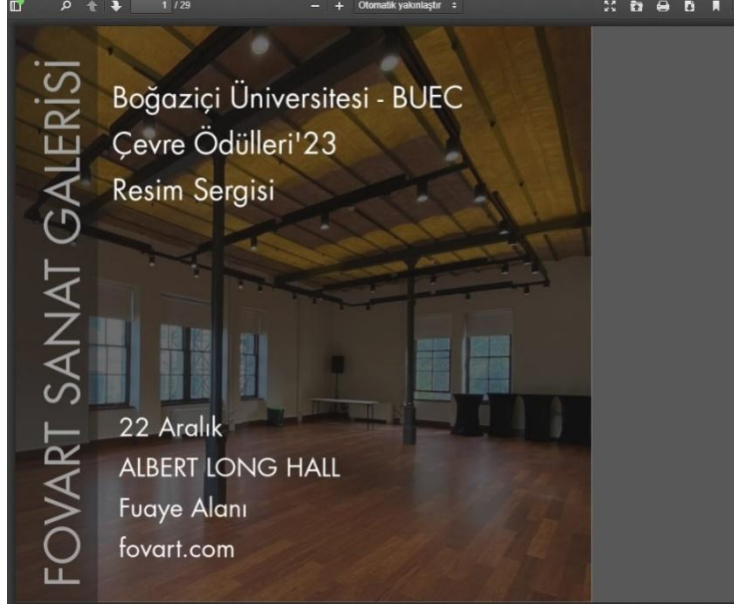 1 / 29
Otomatik yakınlaştır
FOVART SANAT GALERİSİ
Boğaziçi Üniversitesi - BUEC
Çevre Ödülleri'23
Resim Sergisi
22 Aralık
ALBERT LONG HALL
Fuaye Alanı
fovart.com